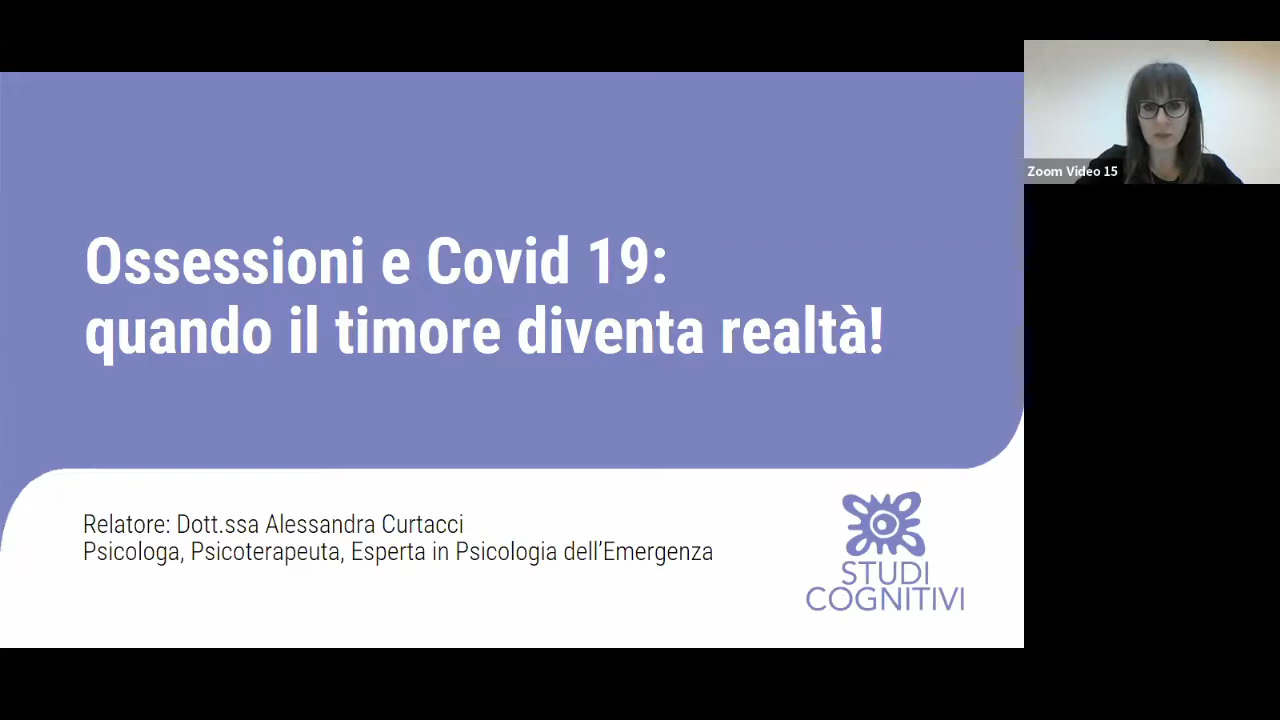 Ossessioni e Covid 19:
quando il timore diventa realtà!
Relatore: Dott.ssa Alessandra Curtacci
Psicologa, Psicoterapeuta, Esperta in Psicologia dell'Emergenza
STUDI
COGNITIVI
Zoom Video 15